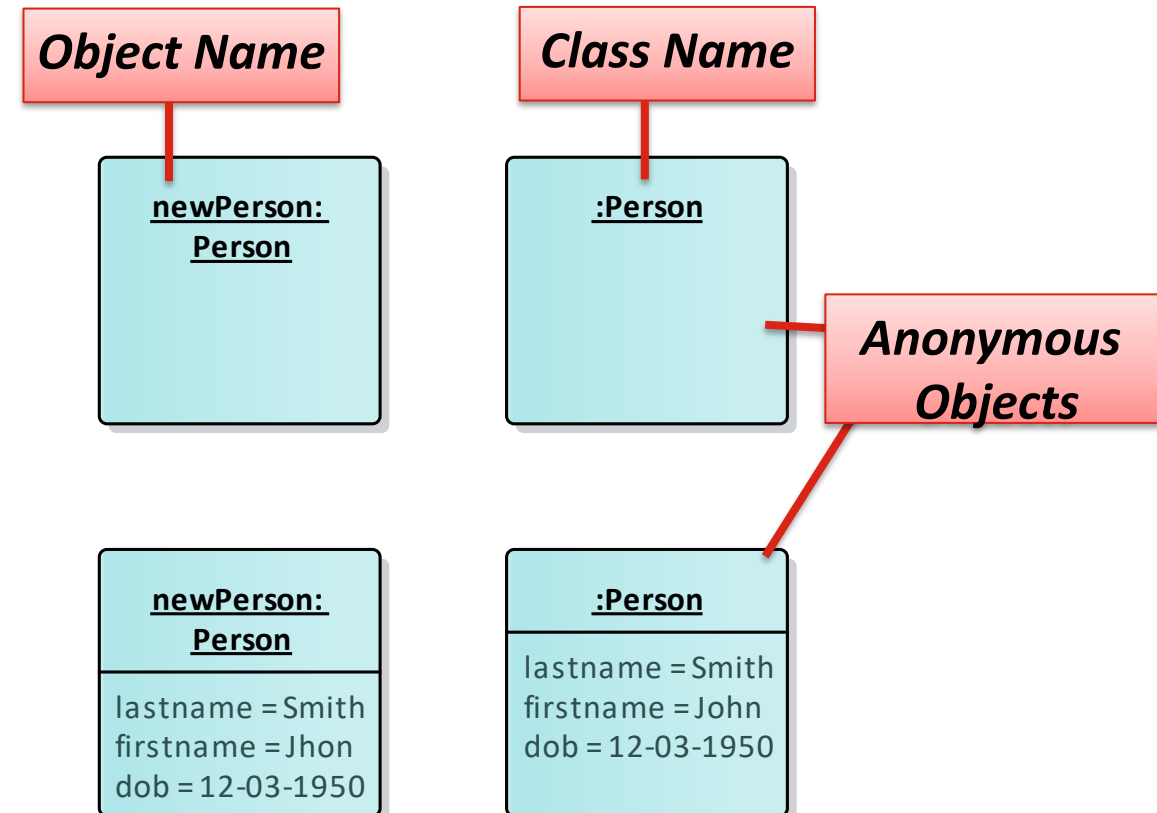 Object Name
Class Name
newPerson:
Person
:Person
Anonymous
Objects
newPerson:
Person
lastname = Smith
firstname = Jhon
dob = 12-03-1950
:Person
lastname = Smith
firstname = John
dob = 12-03-1950